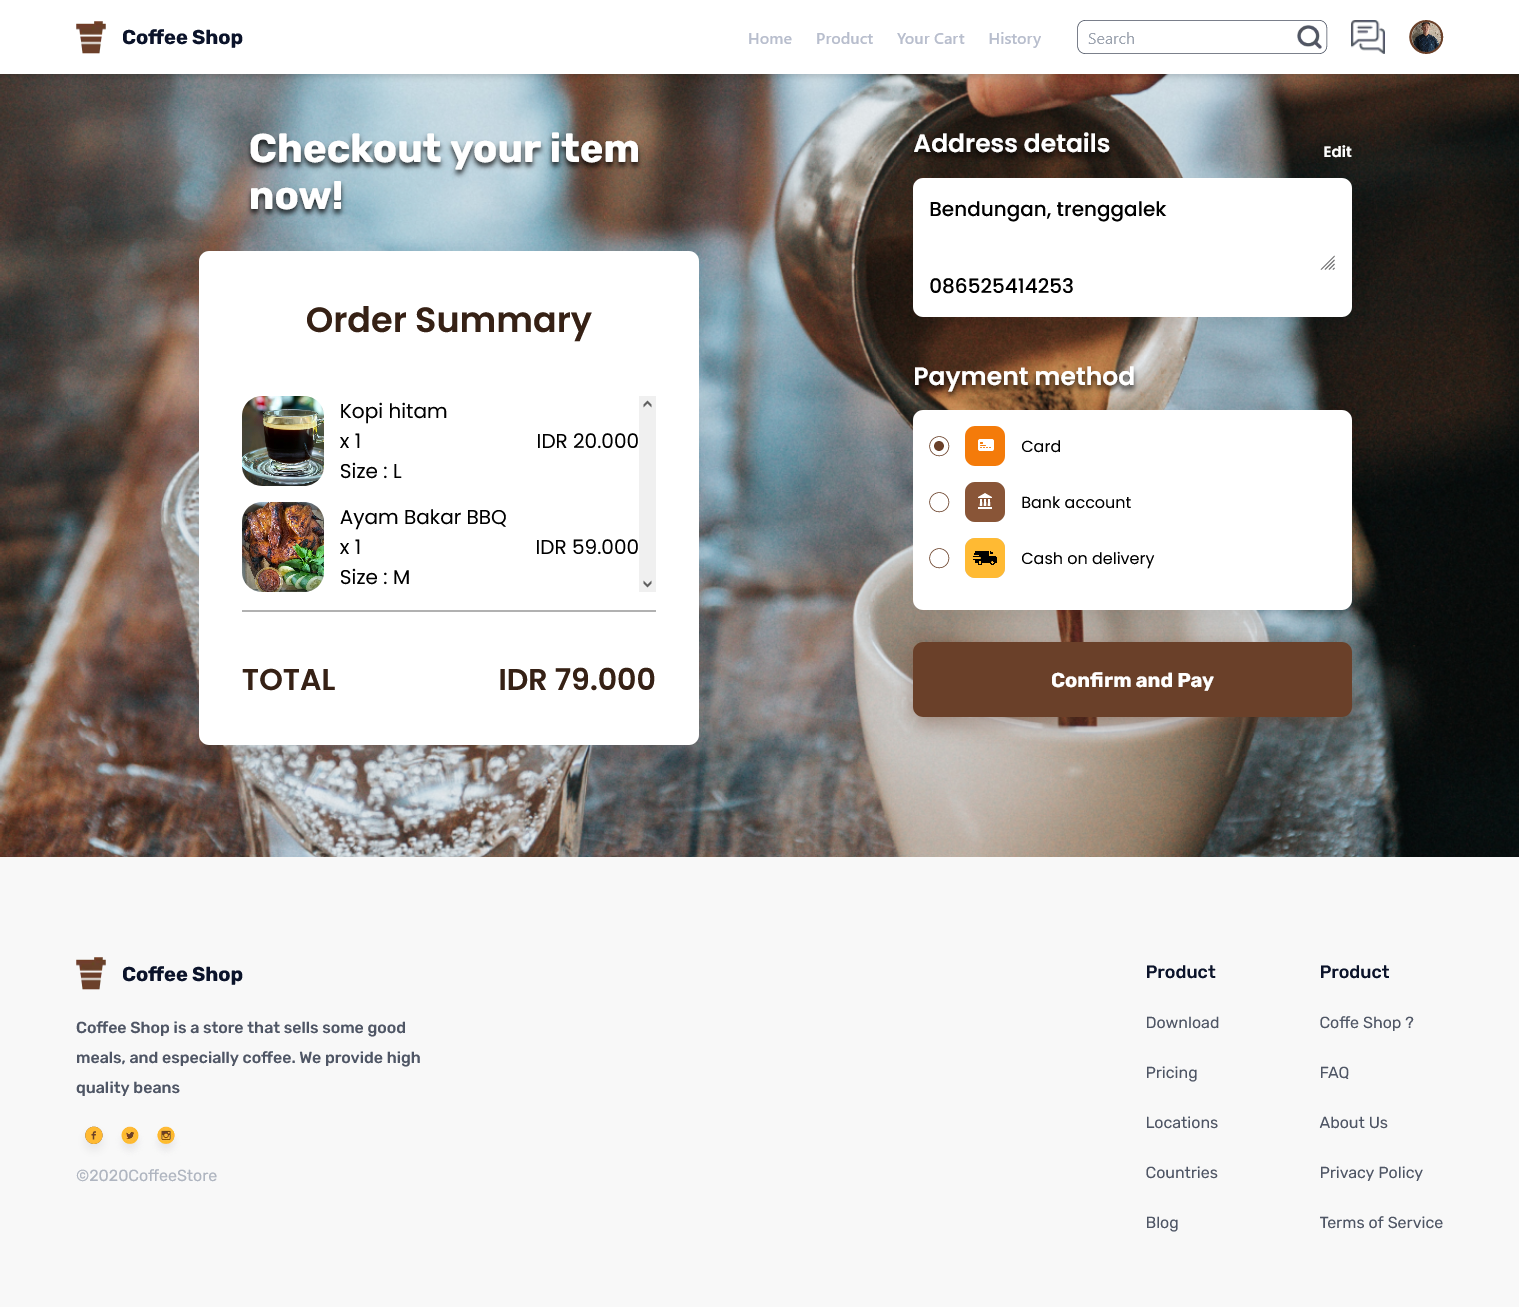 Coffee Shop
Home Product Your Cart History
Search
Checkout your item
now!
Order Summary
Kopi hitam
x 1 IDR 20.000
Size : L
Ayam Bakar BBQ
x 1 IDR 59.000
Size : M
TOTAL IDR 79.000
Address details
Edit
Bendungan, trenggalek
086525414253
Payment method
Card
Bank account
Cash on delivery
Confirm and Pay
Coffee Shop
Coffee Shop is a store that sells some good
meals, and especially coffee. We provide high
quality beans
©2020CoffeeStore
Product
Download
Pricing
Locations
Countries
Blog
Product
Coffe Shop ?
FAQ
About Us
Privacy Policy
Terms of Service